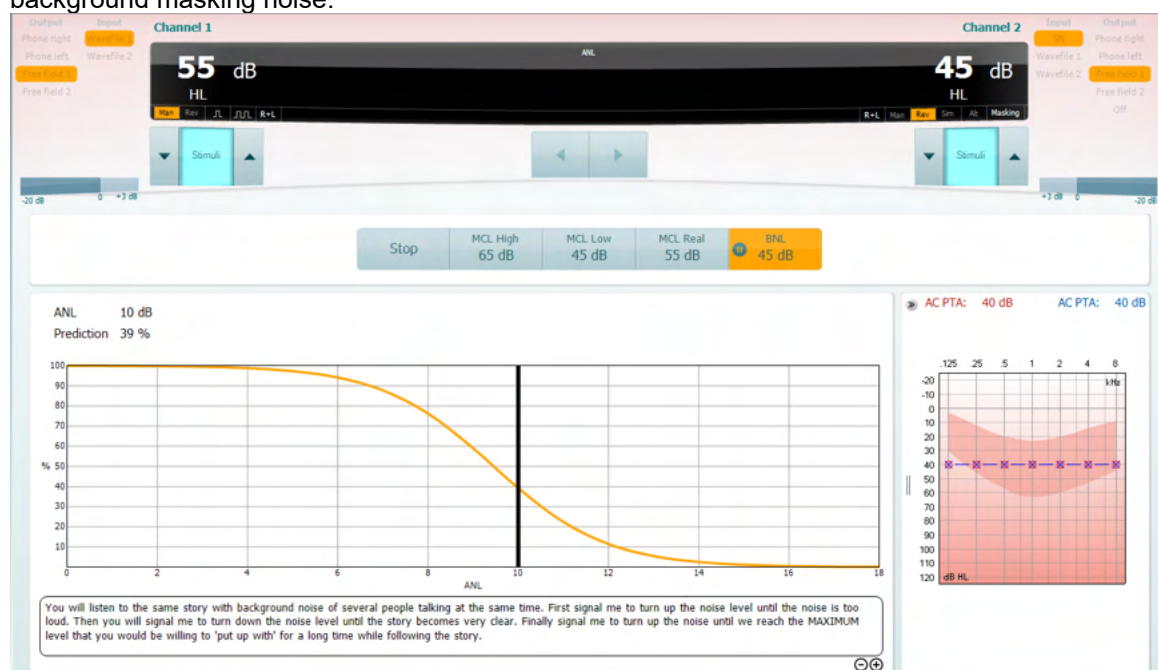 background masking noise.
Output Input Channel 1 Channel 2 Input Output
Phone right Wavefile 1 ANL SN Phone right
Phone left Wavefile 2 55 dB 45 dB Wavefile 1 Phone left
Free field 1 HL HL Wavefile 2 Free field 1
Free field 2 Free field 2
Man Rev R+L R+L Man Rev Sim Alt Masking Off
Stimuli Stimuli
-20 dB 0 +3 dB +3 dB 0 -20 dB
Stop MCL High MCL Low MCL Real BNL
65 dB 45 dB 55 dB 45 dB
ANL 10 dB
Prediction 39 %
100
90
80
70
60
% 50
40
30
20
10
0 2 4 6 8 10 12 14 16 18
ANL
You will listen to the same story with background noise of several people talking at the same time. First signal me to turn up the noise level until the noise is too
loud. Then you will signal me to turn down the noise level until the story becomes very clear. Finally signal me to turn up the noise until we reach the MAXIMUM
level that you would be willing to 'put up with' for a long time while following the story.
AC PTA: 40 dB AC PTA: 40 dB
.125 .25 .5 1 2 4 8
kHz
-20
-10
0
10
20
30
40
50
60
70
80
90
100
110
120 dB HL